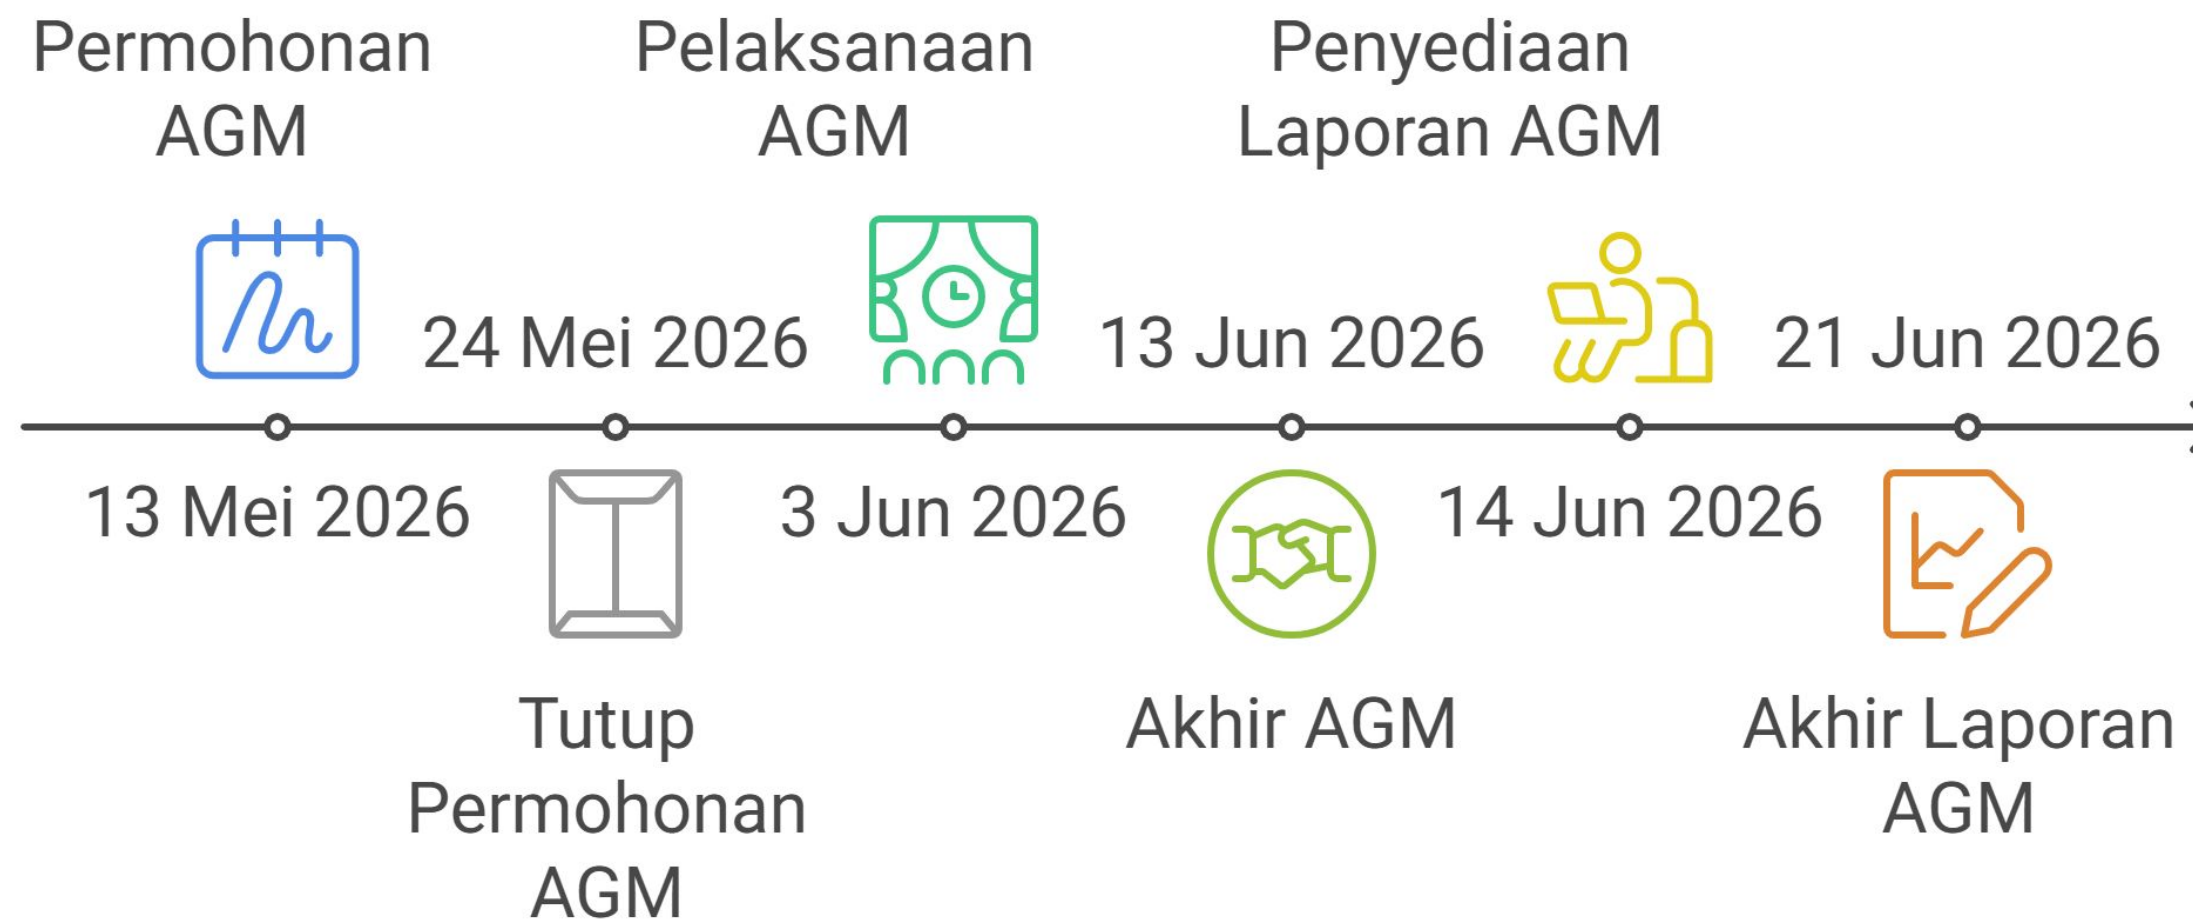 Permohonan
AGM
13 Mei 2026
24 Mei 2026
Tutup
Permohonan
AGM
Pelaksanaan
AGM
3 Jun 2026
13 Jun 2026
Akhir AGM
Penyediaan
Laporan AGM
14 Jun 2026
21 Jun 2026
Akhir Laporan
AGM